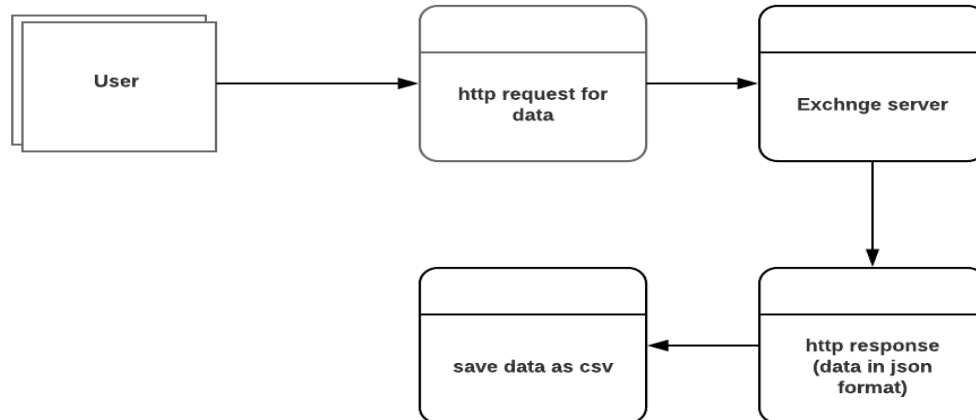 User
http request for
data
Exchnge server
save data as csv
http response
(data in json
format)